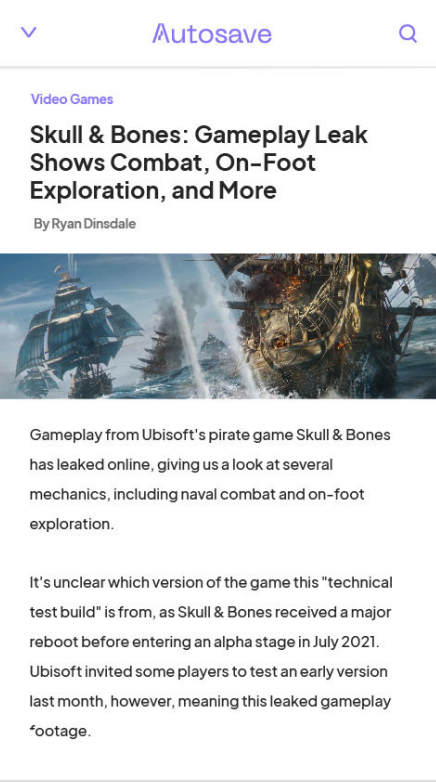 Autosave
Video Games
Skull & Bones: Gameplay Leak
Shows Combat, On-Foot
Exploration, and More
By Ryan Dinsdale
Gameplay from Ubisoft's pirate game Skull & Bones
has leaked online, giving us a look at several
mechanics, including naval combat and on-foot
exploration.
It's unclear which version of the game this "technical
test build" is from, as Skull & Bones received a major
reboot before entering an alpha stage in July 2021.
Ubisoft invited some players to test an early version
last month, however, meaning this leaked gameplay
footage.